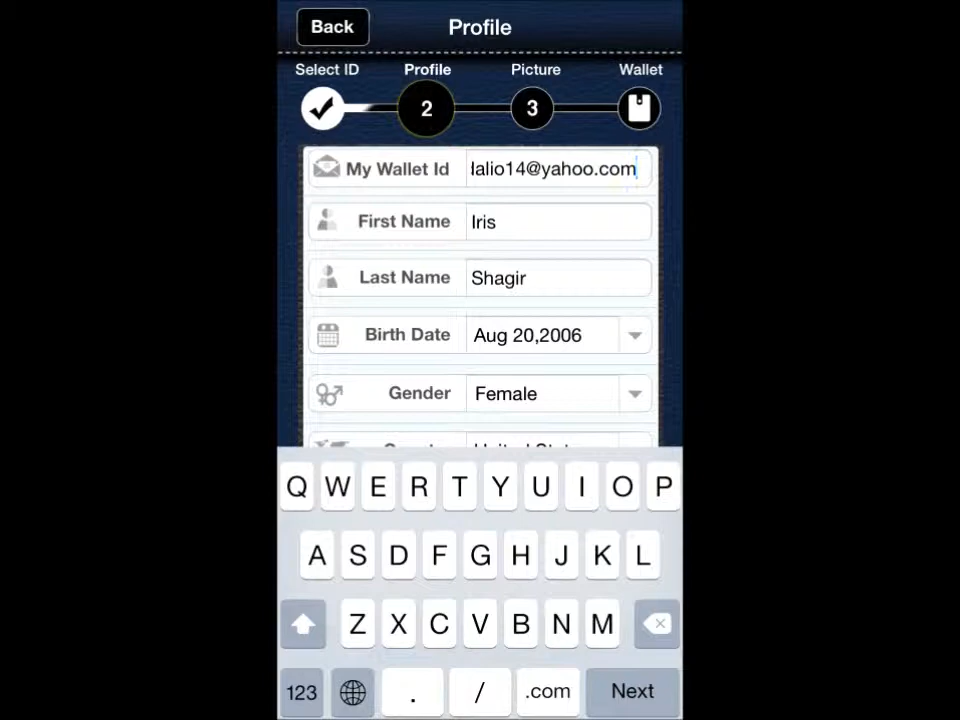 Back Profile
Select ID Profile Picture Wallet
2 3
My Wallet Id lalio14@yahoo.com
First Name Iris
Last Name Shagir
Birth Date Aug 20,2006
Gender Female
Q W E R T Y U I O P
A S D F G H J K L
Z X C V B N M
123 . / .com Next